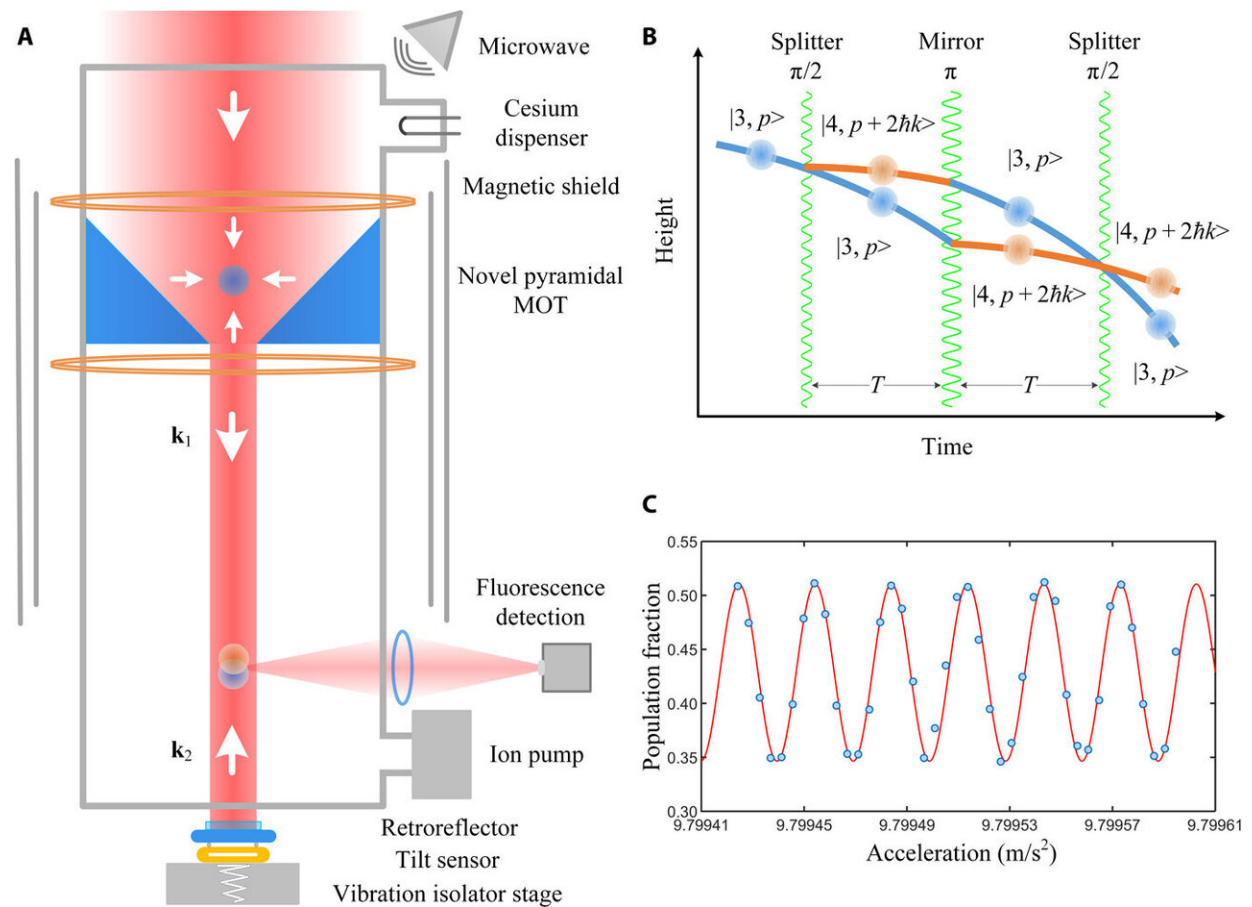 A
Microwave
Cesium
dispenser
Magnetic shield
Novel pyramidal
MOT
k₁
Fluorescence
detection
k₂
Ion pump
Retroreflector
Tilt sensor
Vibration isolator stage
B
Splitter
π/2
Mirror
π
Splitter
π/2
|3, p>
|4, p + 2ħk>
|3, p>
|3, p>
|4, p + 2ħk>
|4, p + 2ħk>
|3, p>
T
T
Height
Time
C
0.55
0.50
0.45
0.40
0.35
0.30
Population fraction
9.79941
9.79945
9.79949
9.79953
9.79957
9.79961
Acceleration (m/s²)